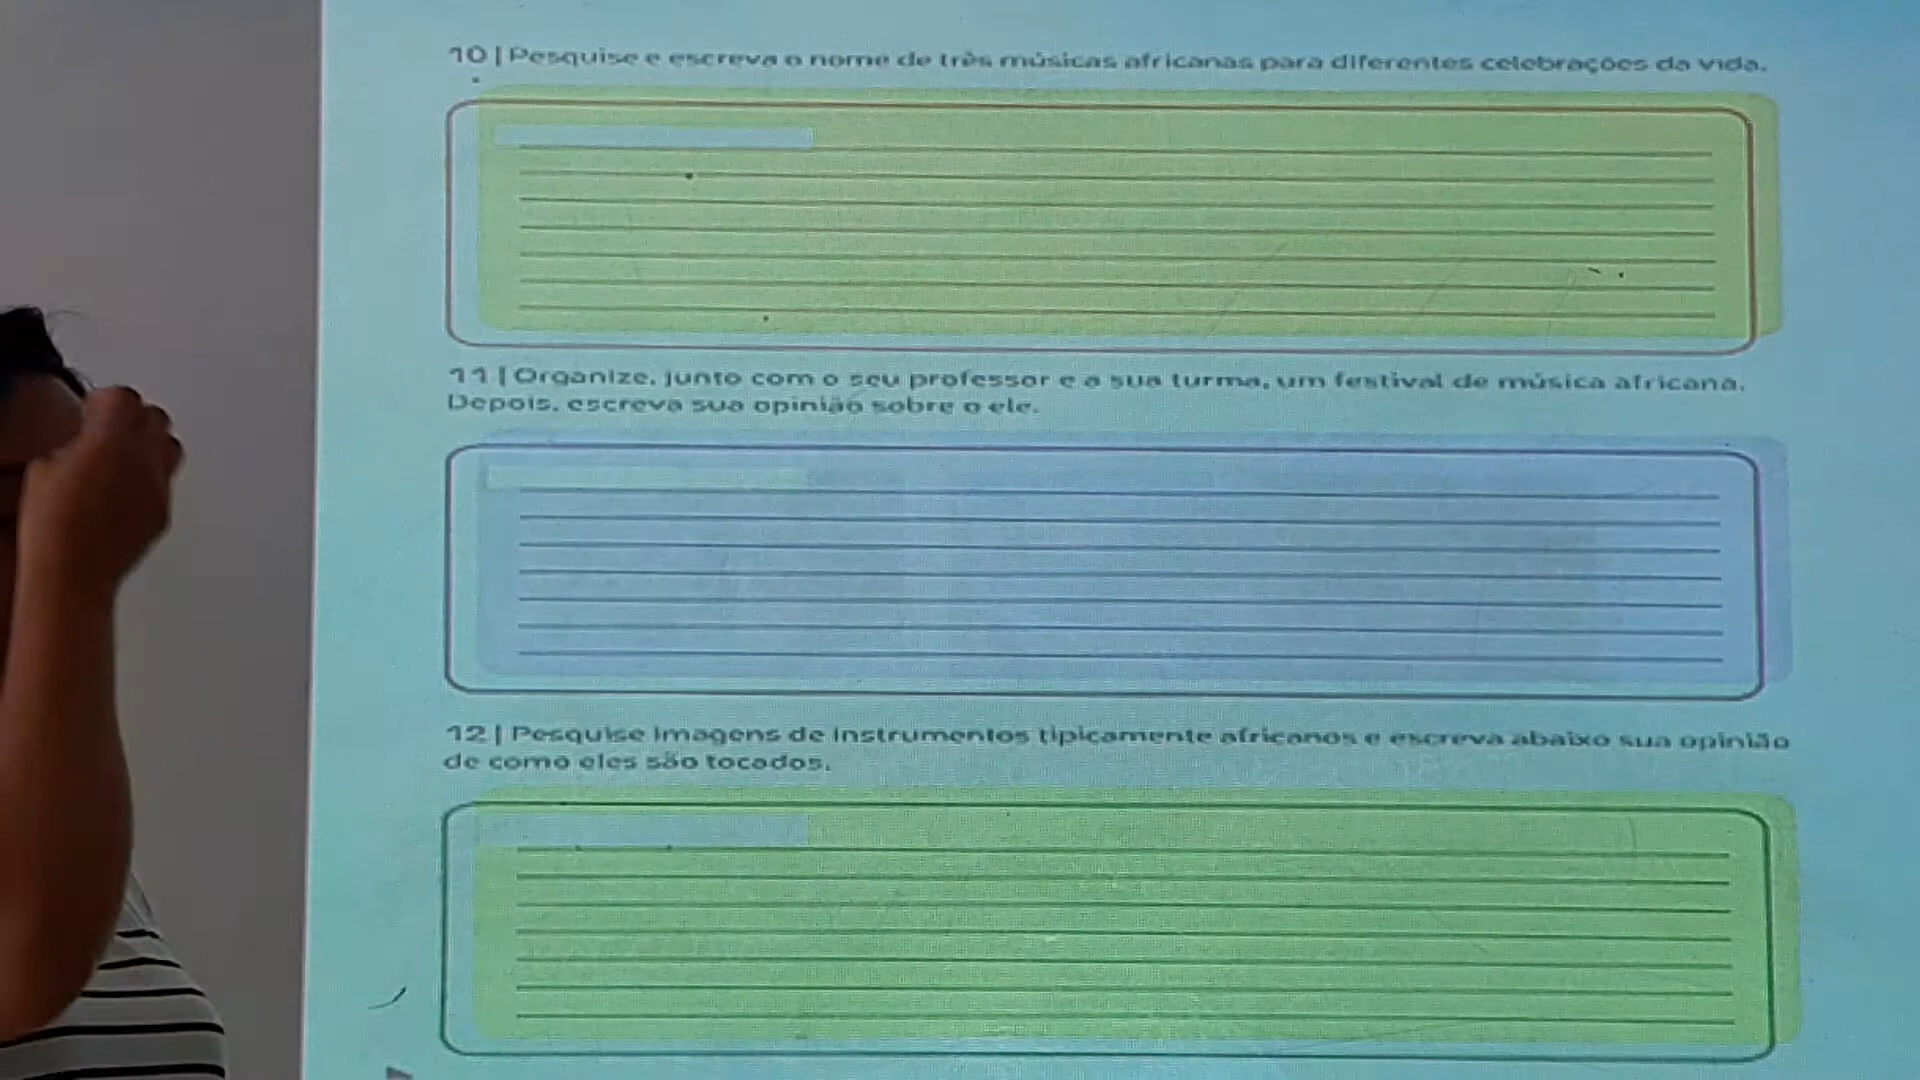 10 | Pesquise e escreva o nome de três músicas africanas para diferentes celebrações da vida.
11 | Organize, junto com o seu professor e a sua turma, um festival de música africana.
Depois, escreva sua opinião sobre o ele.
12 | Pesquise imagens de instrumentos tipicamente africanos e escreva abaixo sua opinião
de como eles são tocados.